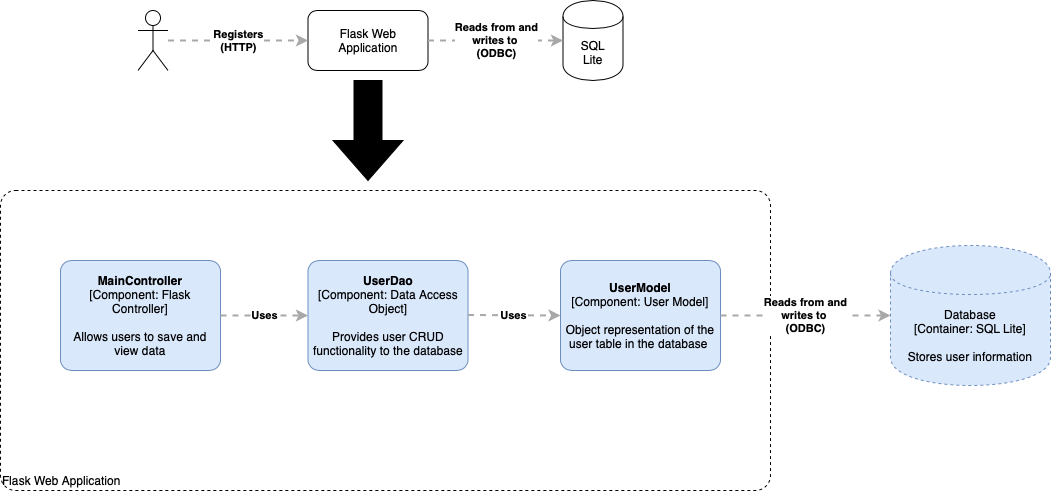 Registers
(HTTP)
Flask Web
Application
Reads from and
writes to
(ODBC)
SQL
Lite
MainController
[Component: Flask
Controller]
Allows users to save and
view data
Uses
UserDao
[Component: Data Access
Object]
Provides user CRUD
functionality to the database
Uses
UserModel
[Component: User Model]
Object representation of the
user table in the database
Reads from and
writes to
(ODBC)
Database
[Container: SQL Lite]
Stores user information
Flask Web Application